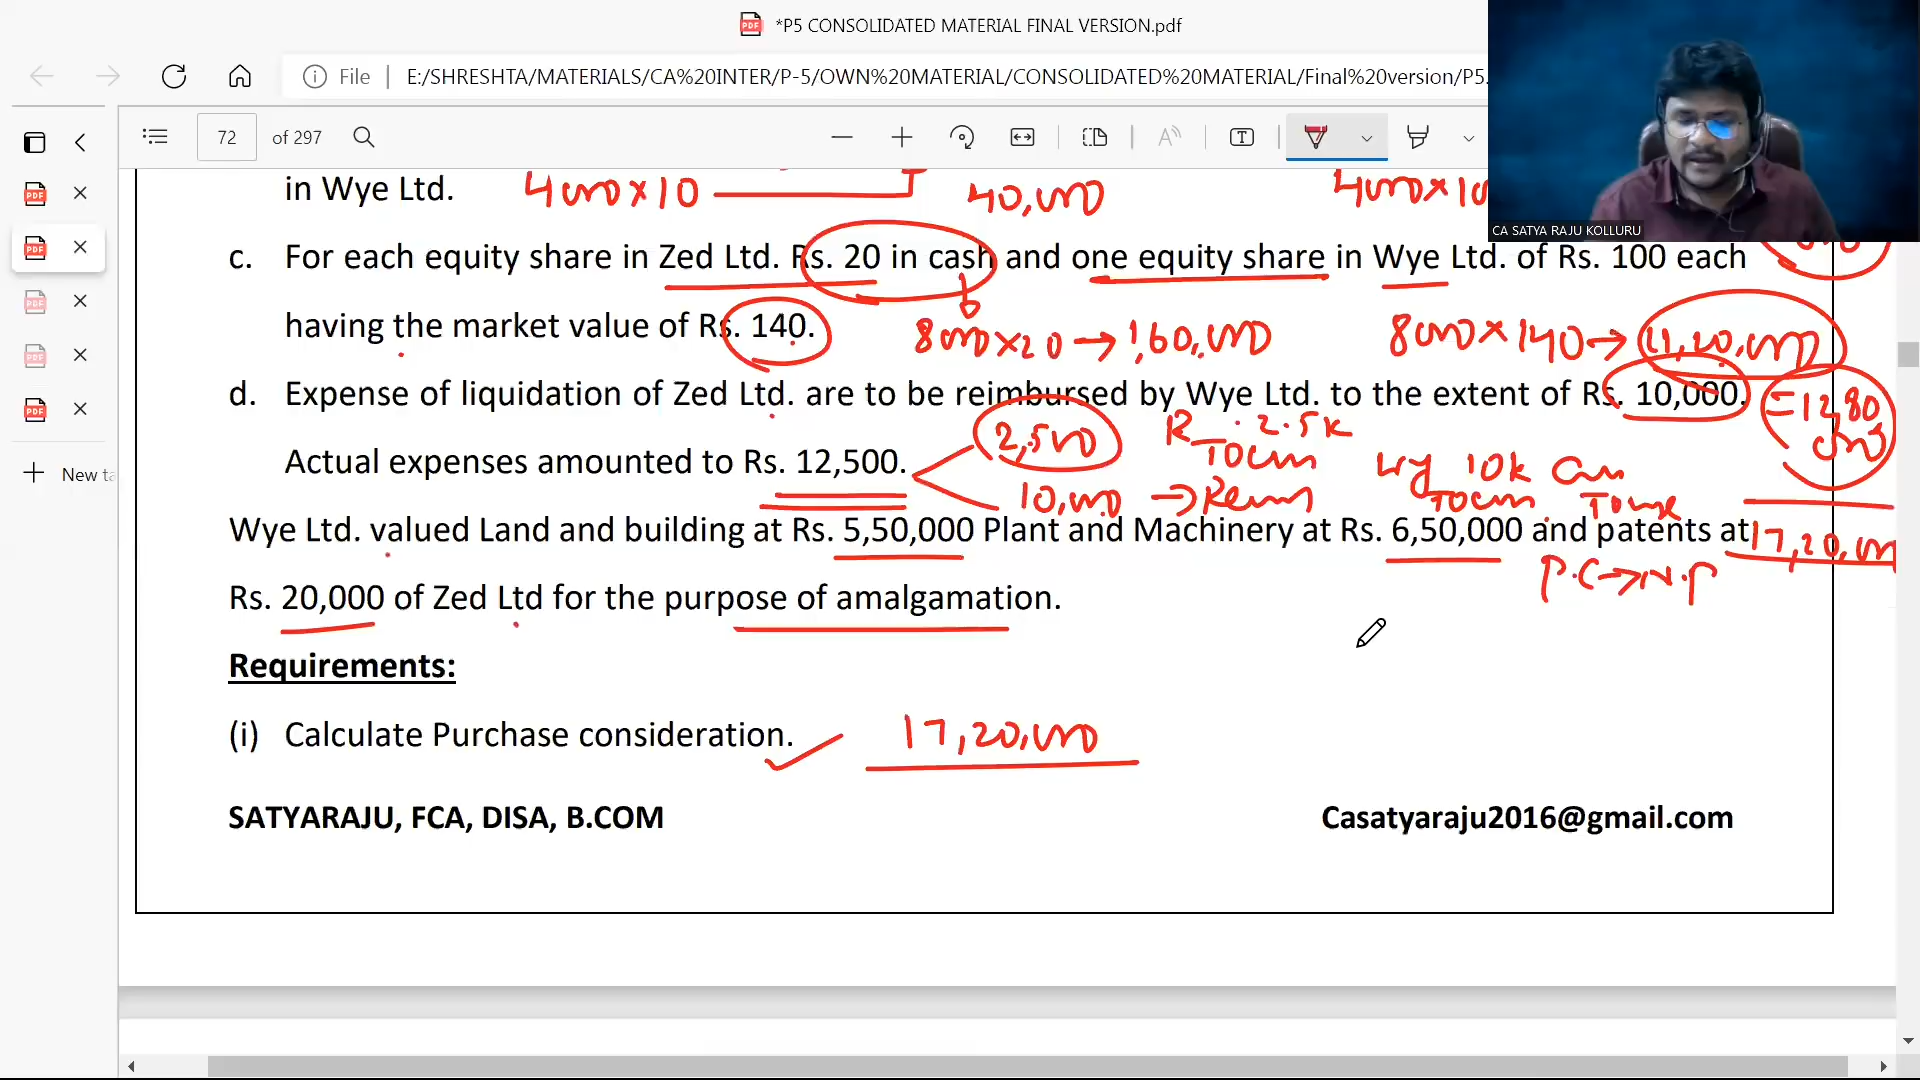 *P5 CONSOLIDATED MATERIAL FINAL VERSION.pdf
File | E:/SHRESHTA/MATERIALS/CA%20INTER/P-5/OWN%20MATERIAL/CONSOLIDATED%20MATERIAL/Final%20version/P5.
72 of 297
CA SATYA RAJU KOLLURU
New ta
in Wye Ltd. 4000×10 40,000 4000×10
c. For each equity share in Zed Ltd. Rs. 20 in cash and one equity share in Wye Ltd. of Rs. 100 each
having the market value of Rs. 140. 8000×20→1,60,000 8000×140→11,20,000
d. Expense of liquidation of Zed Ltd. are to be reimbursed by Wye Ltd. to the extent of Rs. 10,000. =12,80
2,500 2.5K
Actual expenses amounted to Rs. 12,500. 10K
10,000→
Wye Ltd. valued Land and building at Rs. 5,50,000 Plant and Machinery at Rs. 6,50,000 and patents at 17,20,000
P.C→N.P
Rs. 20,000 of Zed Ltd for the purpose of amalgamation.
Requirements:
(i) Calculate Purchase consideration. 17,20,000
SATYARAJU, FCA, DISA, B.COM Casatyaraju2016@gmail.com